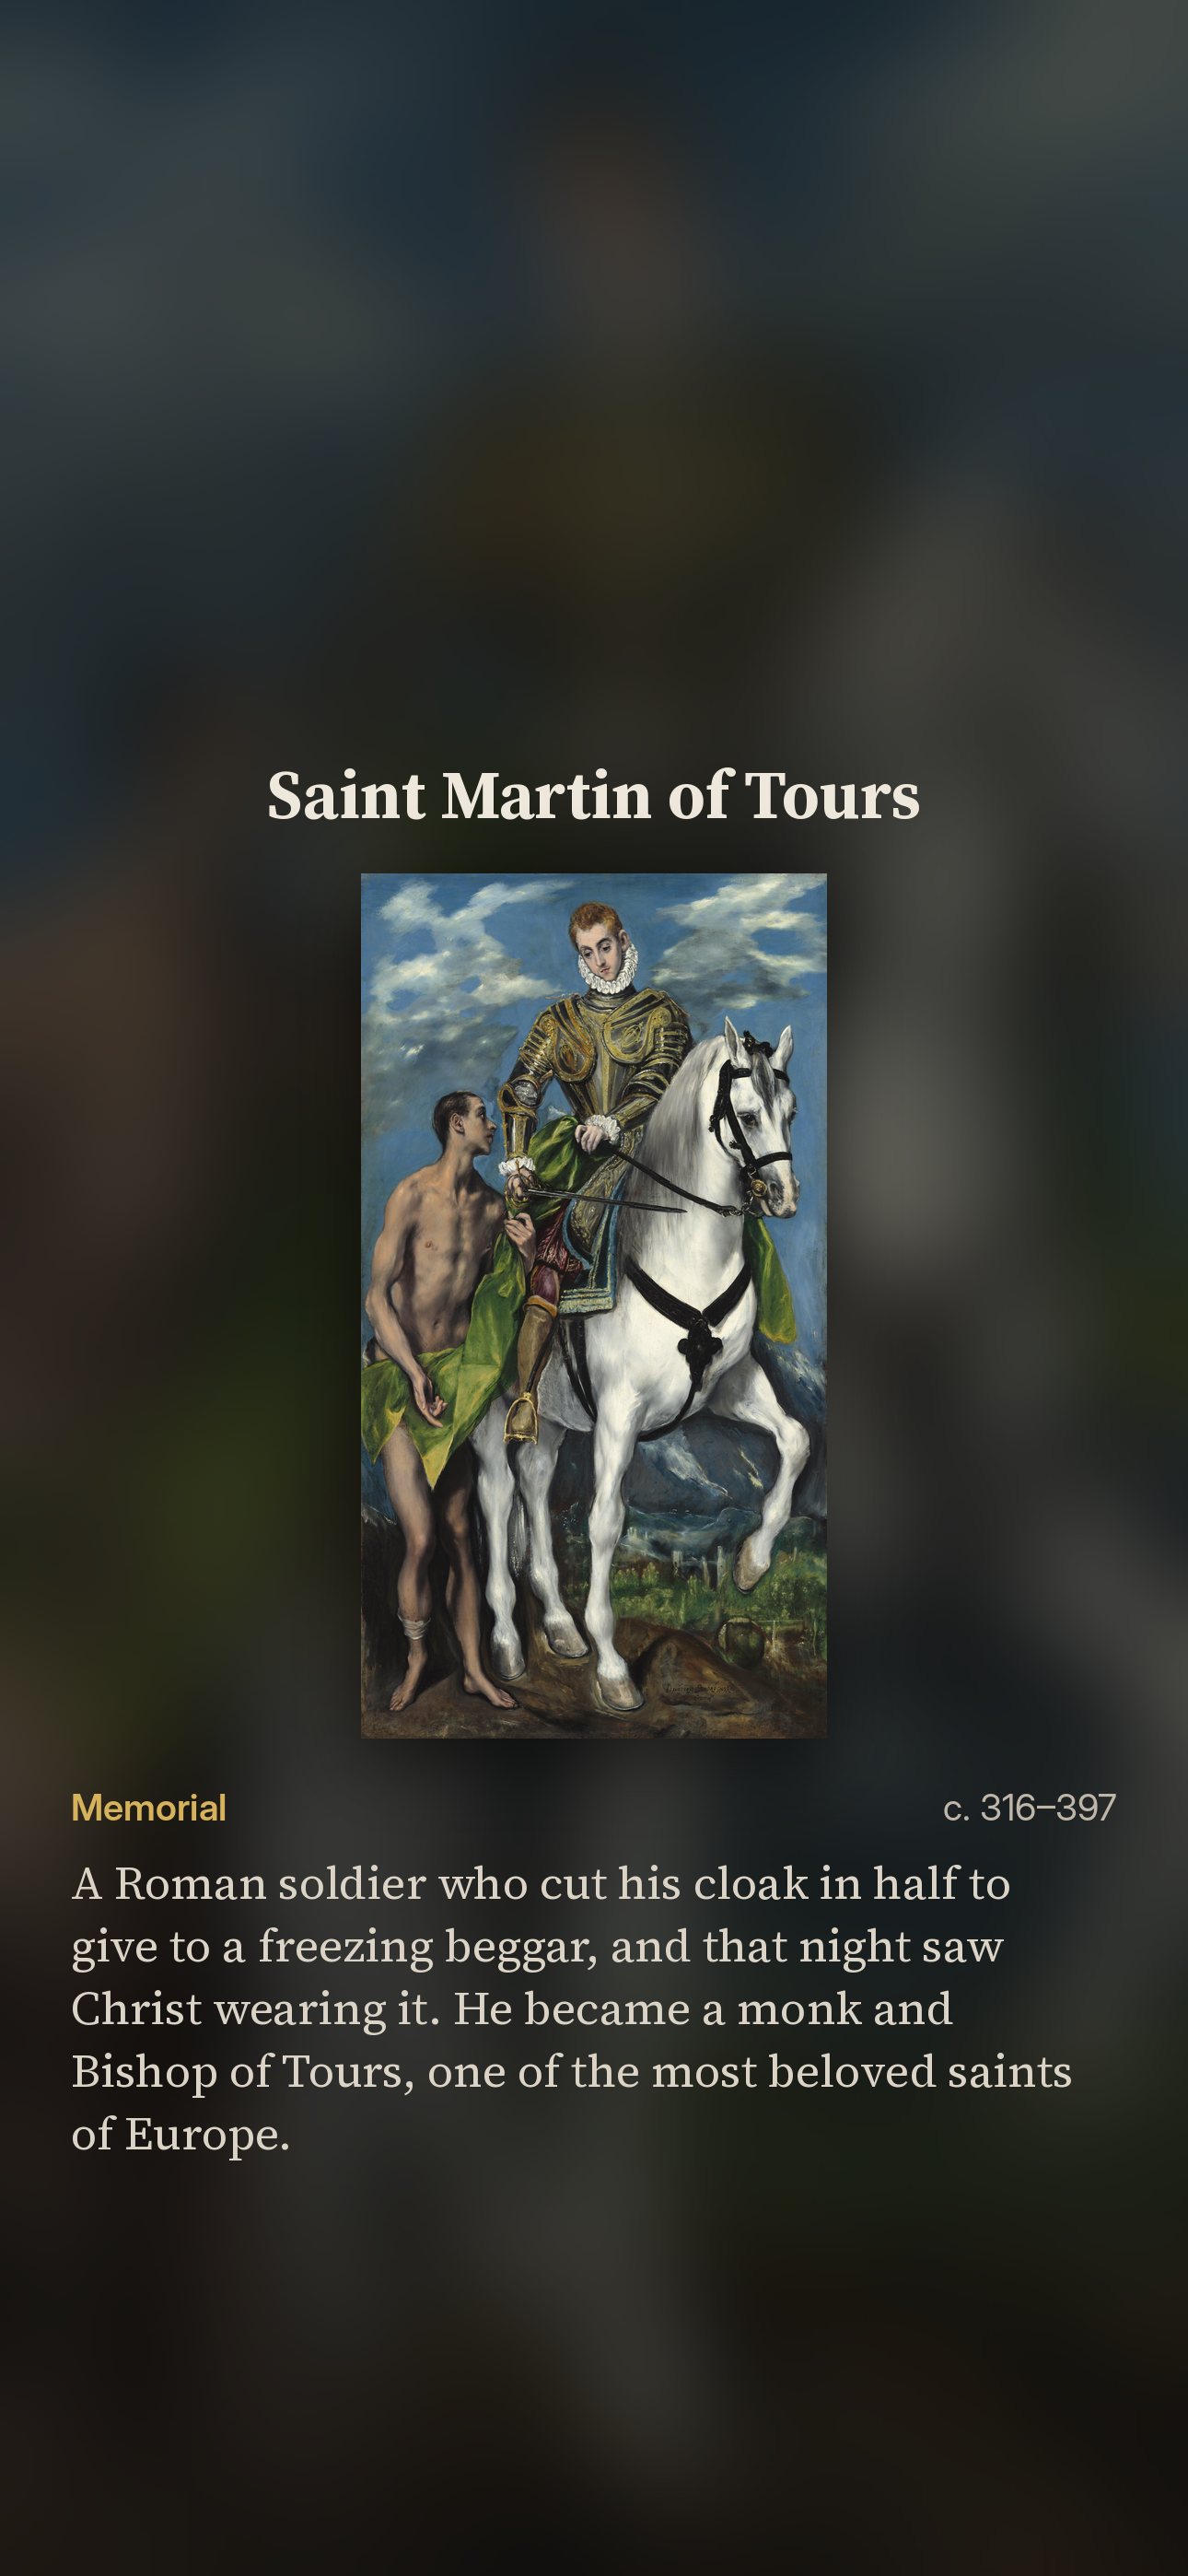 Saint Martin of Tours
Memorial
c. 316–397
A Roman soldier who cut his cloak in half to
give to a freezing beggar, and that night saw
Christ wearing it. He became a monk and
Bishop of Tours, one of the most beloved saints
of Europe.